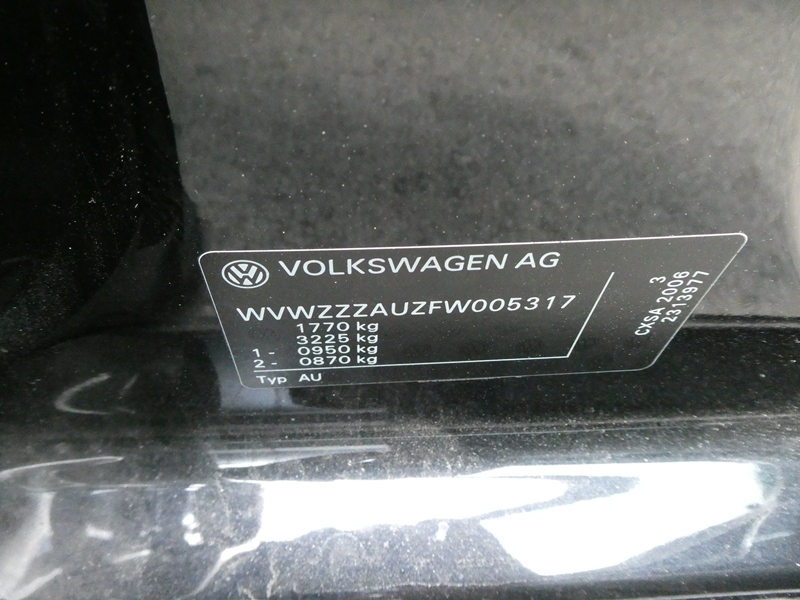 VOLKSWAGEN AG
WVWZZZAUZFW005317
1770 kg
3225 kg
1 - 0950 kg
2 - 0870 kg
Typ AU
3
CXSA 2006
2313977